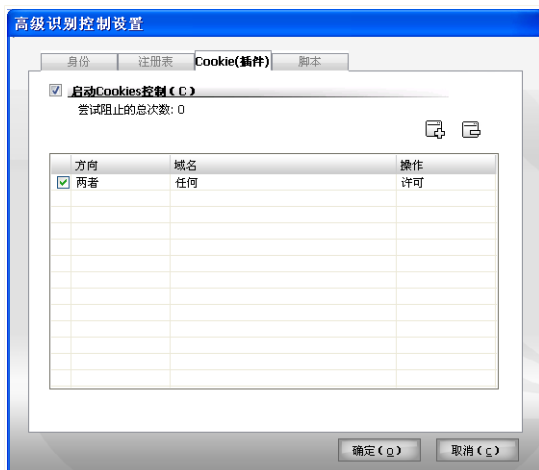 高级识别控制设置
身份 注册表 Cookie(插件) 脚本
启动Cookies控制(C)
尝试阻止的总次数: 0
方向 域名 操作
两者 任何 许可
确定(O) 取消(C)